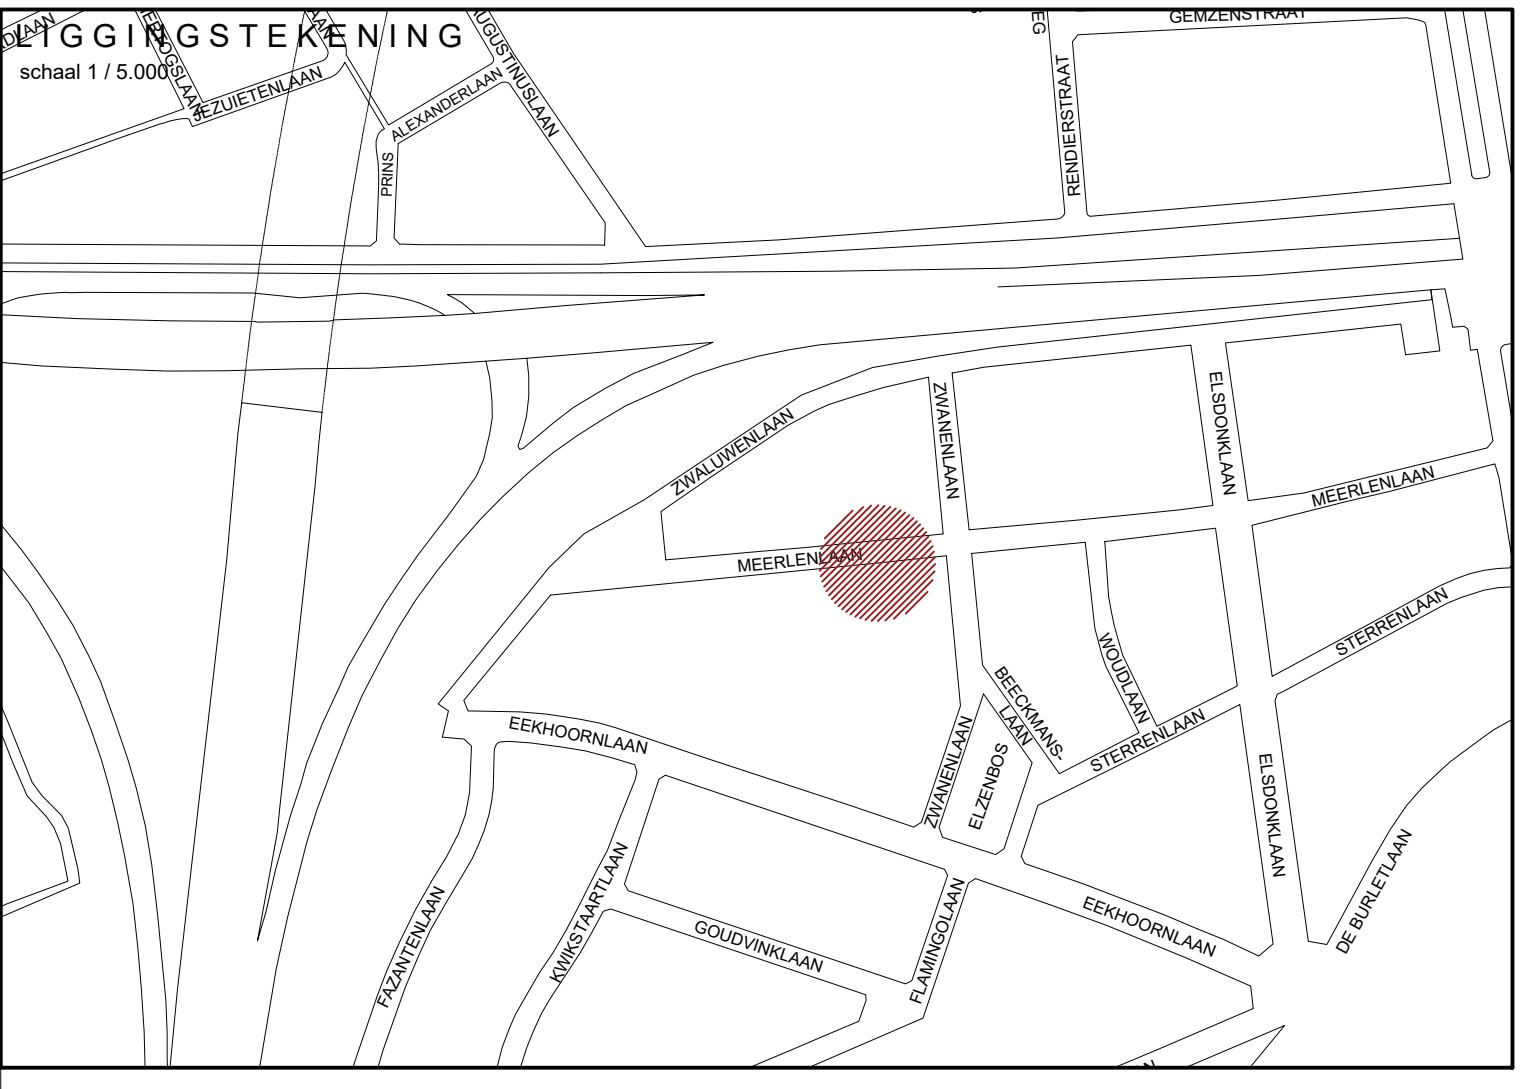 LIGGINGSTEKENING
schaal 1 / 5.000
JEZUIETENLAAN
ALEXANDERLAAN
PRINS
AUGUSTINUSLAAN
GEMZENSTRAAT
RENDIERSTRAAT
ZWALUWENLAAN
ZWANENLAAN
ELSDONKLAAN
MEERLENLAAN
MEERLENLAAN
STERRENLAAN
WOUDLAAN
BEECKMANS-
LAAN
STERRENLAAN
EEKHOORNLAAN
ZWANENLAAN
ELZENBOS
ELSDONKLAAN
DE BURLETLAAN
KWIKSTAARTLAAN
FAZANTENLAAN
GOUDVINKLAAN
FLAMINGOLAAN
EEKHOORNLAAN